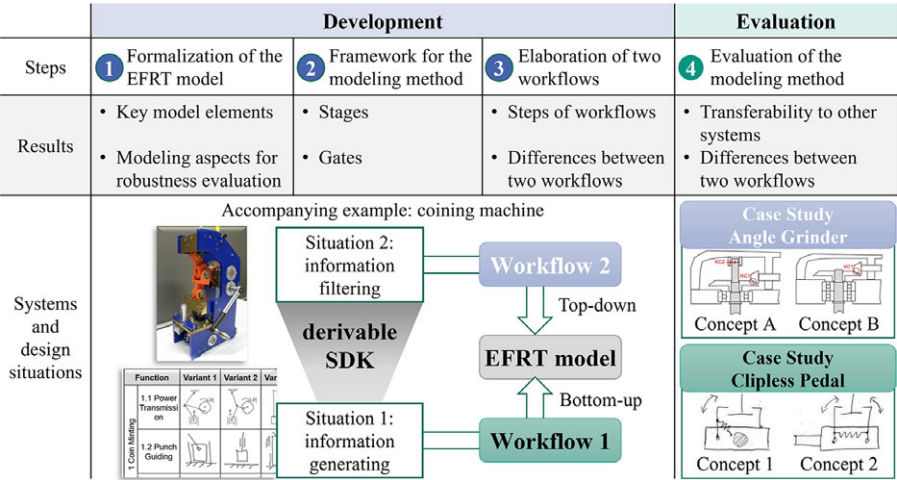 Development
Evaluation
Steps
1 Formalization of the
EFRT model
2 Framework for the
modeling method
3 Elaboration of two
workflows
4 Evaluation of the
modeling method
Results
• Key model elements
• Modeling aspects for
robustness evaluation
• Stages
• Gates
• Steps of workflows
• Differences between
two workflows
• Transferability to other
systems
• Differences between
two workflows
Systems
and
design
situations
Accompanying example: coining machine
Situation 2:
information
filtering
derivable
SDK
Situation 1:
information
generating
Workflow 2
Top-down
EFRT model
Bottom-up
Workflow 1
Function Variant 1 Variant 2
1 Coin Minting
1.1 Power
Transmissi
on
1.2 Punch
Guiding
Case Study
Angle Grinder
Concept A
Concept B
Case Study
Clipless Pedal
Concept 1
Concept 2